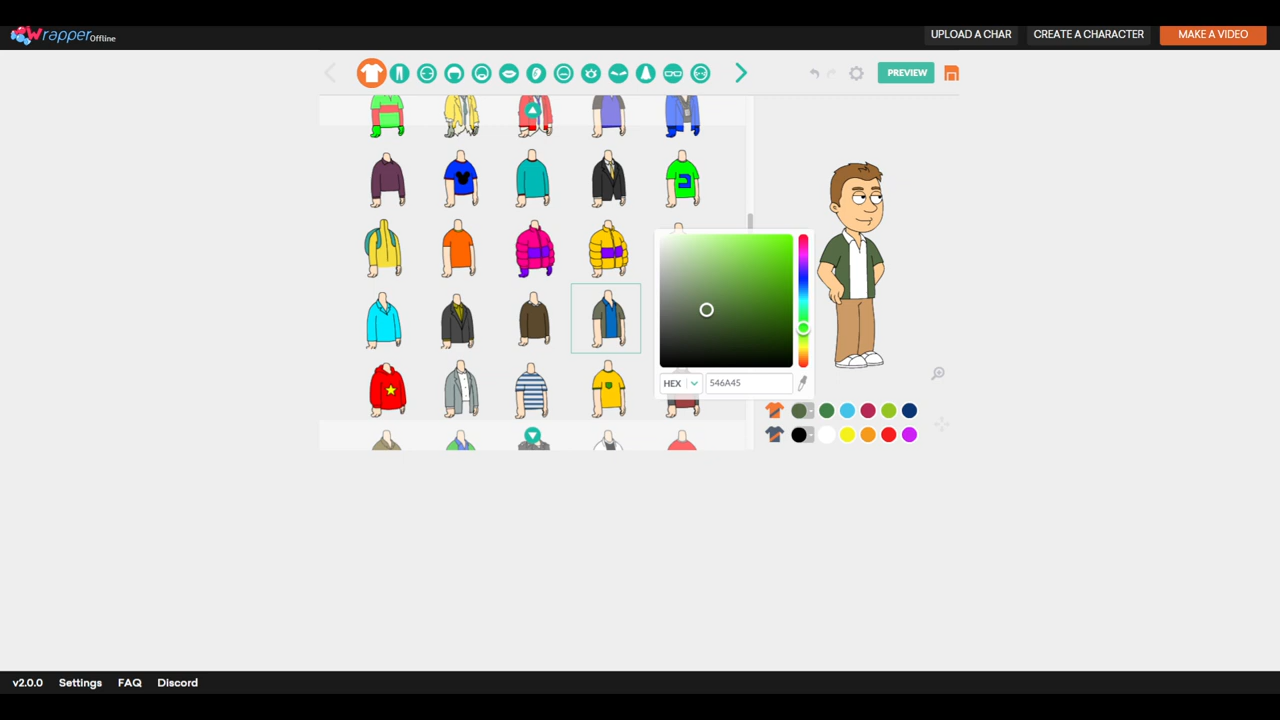 Wrapper Offline
UPLOAD A CHAR
CREATE A CHARACTER
MAKE A VIDEO
PREVIEW
HEX
546A45
v2.0.0
Settings
FAQ
Discord